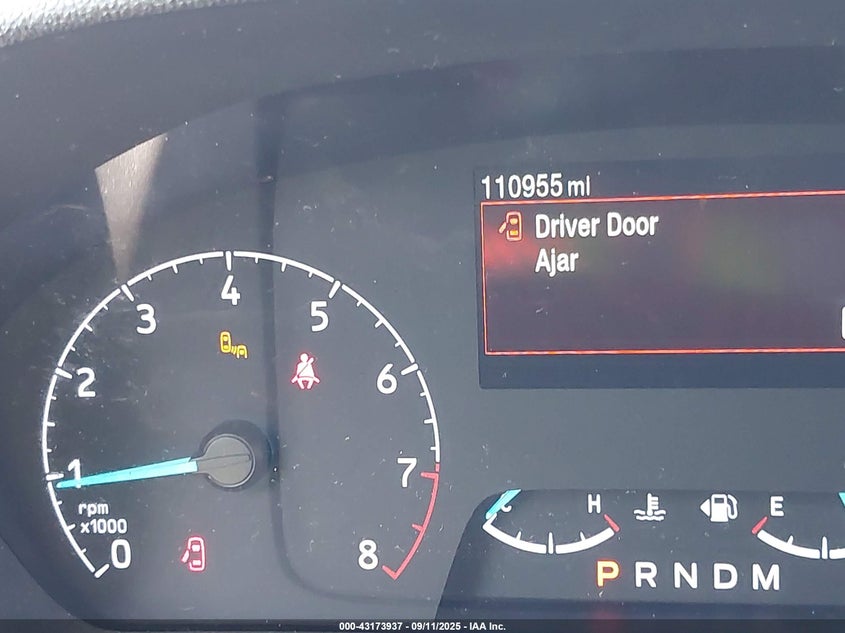 110955 mi
Driver Door
Ajar
4
3
5
2
6
1
7
rpm
x1000
0
8
C
H
E
P R N D M
000-43173937 - 09/11/2025 - IAA Inc.